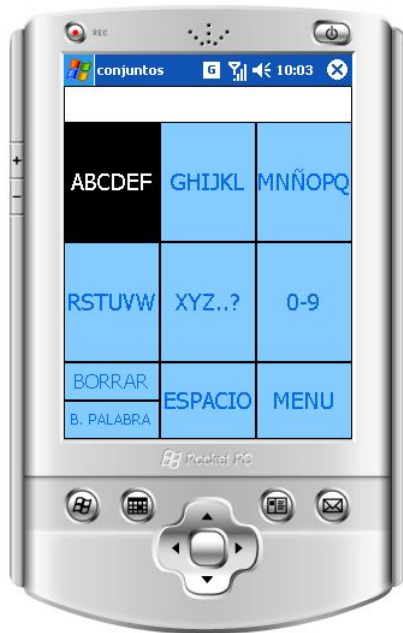 REC
conjuntos G 10:03
ABCDEF GHIJKL MNÑOPQ
RSTUVW XYZ..? 0-9
BORRAR
B. PALABRA
ESPACIO MENU
Pocket PC